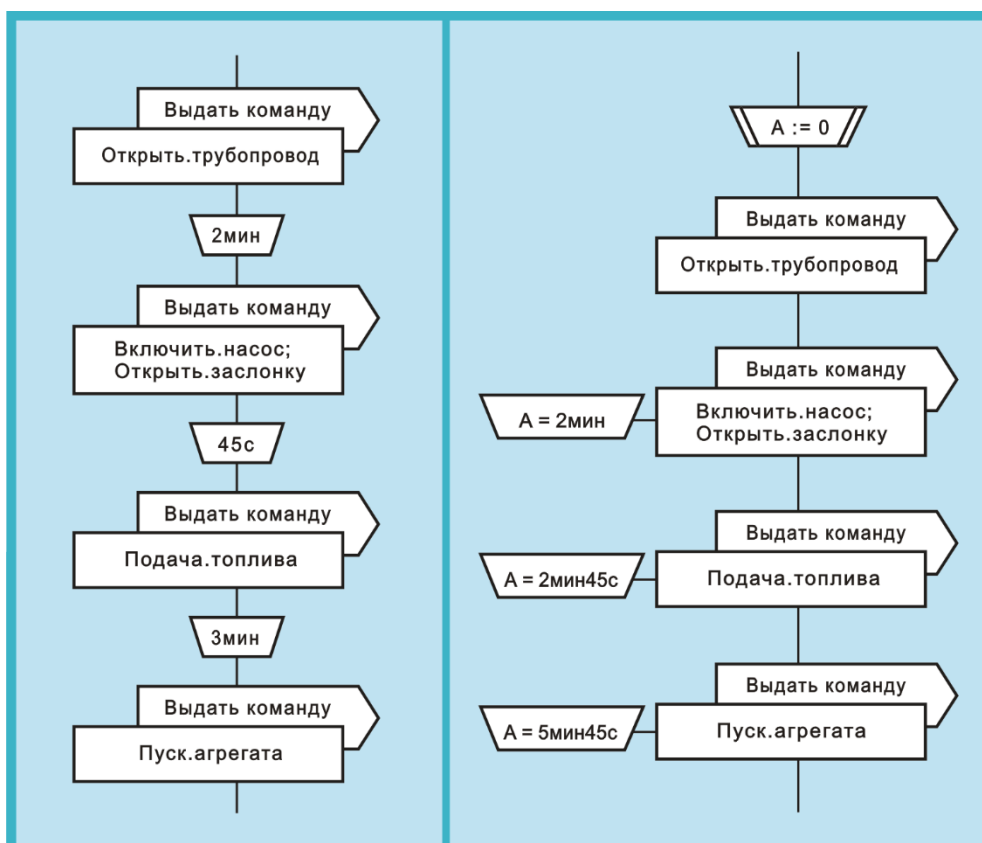 Выдать команду
Открыть.трубопровод
2мин
Выдать команду
Включить.насос;
Открыть.заслонку
45с
Выдать команду
Подача.топлива
3мин
Выдать команду
Пуск.агрегата
А := 0
Выдать команду
Открыть.трубопровод
Выдать команду
А = 2мин
Включить.насос;
Открыть.заслонку
Выдать команду
А = 2мин45с
Подача.топлива
Выдать команду
А = 5мин45с
Пуск.агрегата